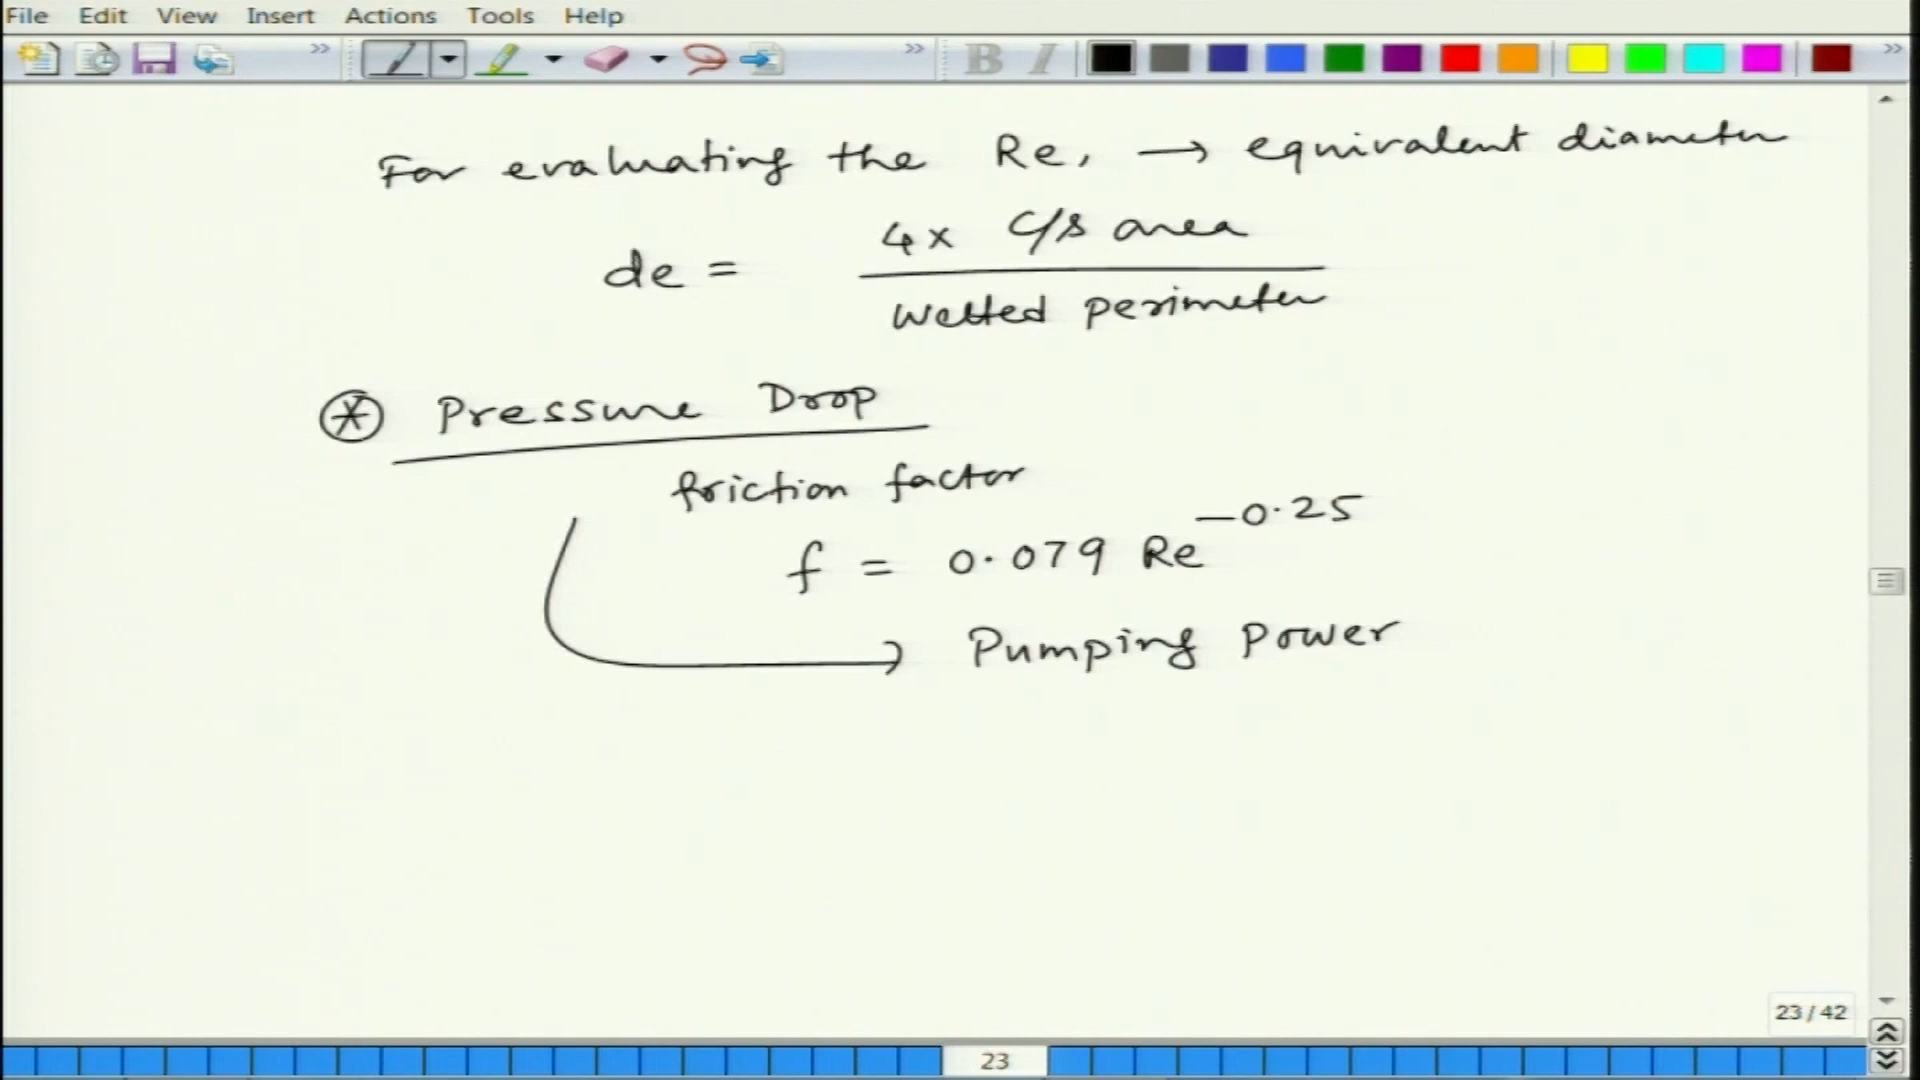 File Edit View Insert Actions Tools Help
B I
For evaluating the Re, → equivalent diameter
de = 4x c/s area
wetted perimeter
* Pressure Drop
friction factor
f = 0.079 Re -0.25
→ Pumping Power
23/42
23